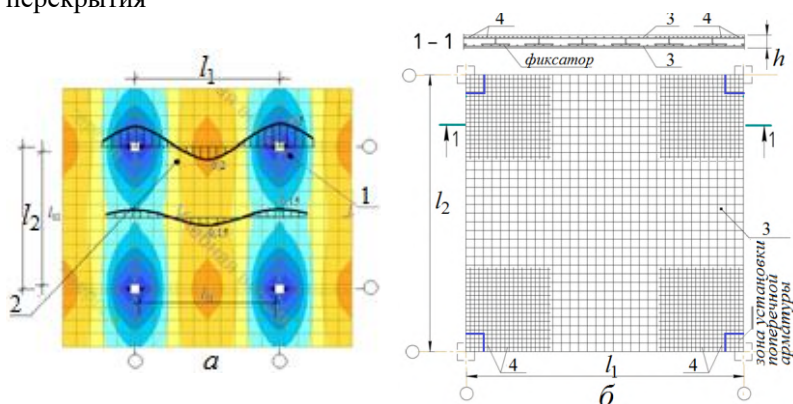 перекрытия
l₁
l₂
1
2
а
4 3 4
1 – 1
фиксатор 3
h
1 1
l₂
3
4 l₁ 4
зона установки
поперечной
арматуры
б